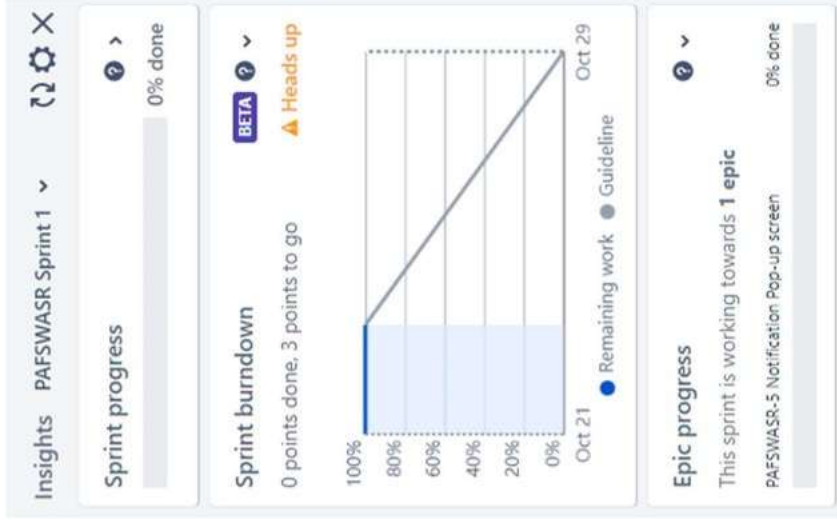 Insights PAFSWASR Sprint 1
Sprint progress
0% done
Sprint burndown BETA
0 points done, 3 points to go Heads up
100%
80%
60%
40%
20%
0%
Oct 21 Oct 29
Remaining work Guideline
Epic progress
This sprint is working towards 1 epic
PAFSWASR-5 Notification Pop-up screen 0% done